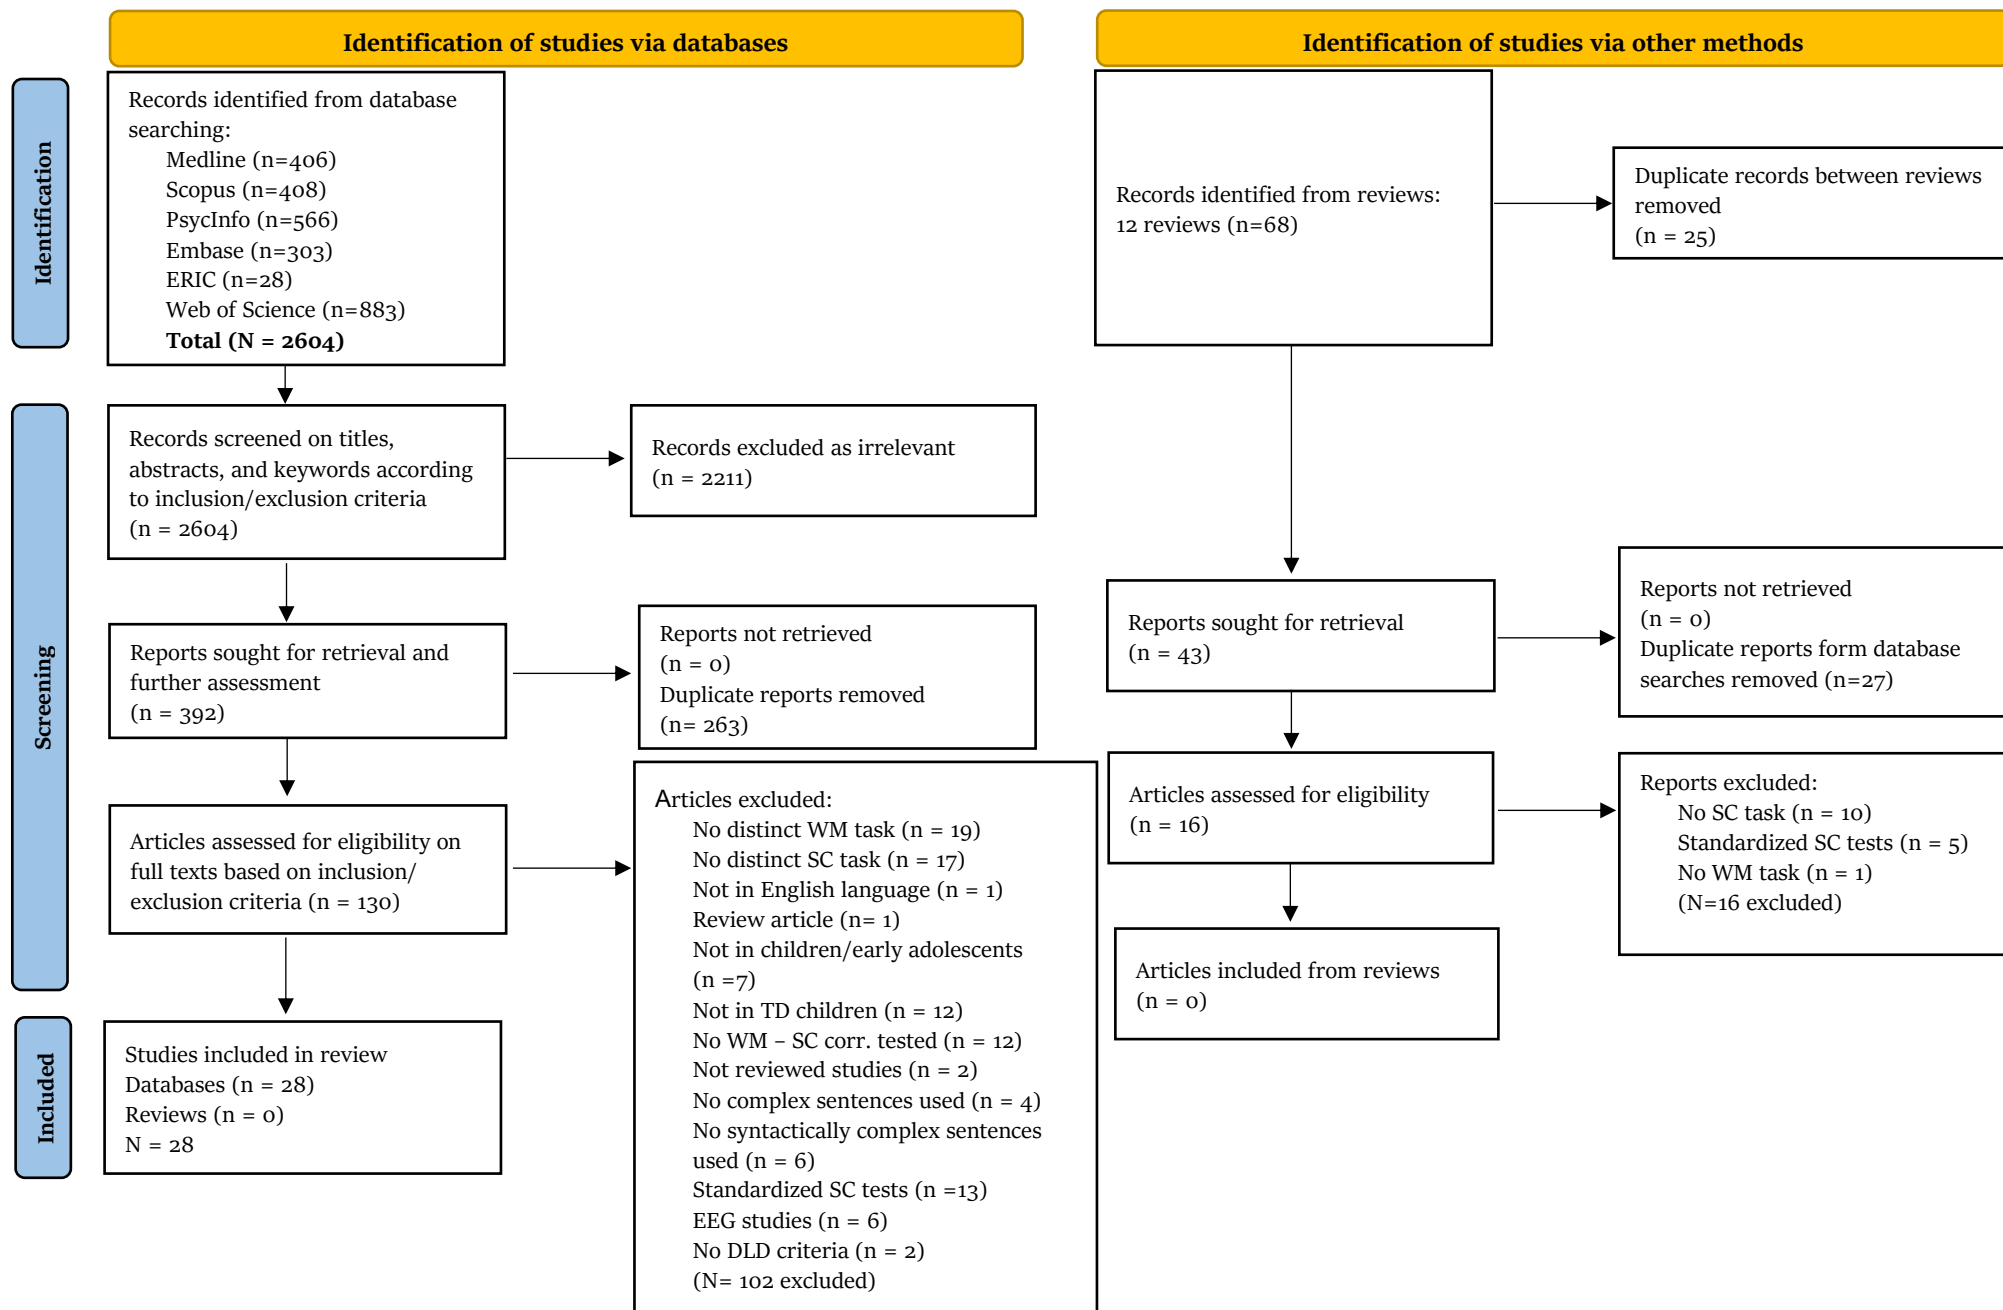 Identification of studies via databases
Identification of studies via other methods
Identification
Records identified from database
searching:
Medline (n=406)
Scopus (n=408)
PsycInfo (n=566)
Embase (n=303)
ERIC (n=28)
Web of Science (n=883)
Total (N = 2604)
Records identified from reviews:
12 reviews (n=68)
Duplicate records between reviews
removed
(n = 25)
Screening
Records screened on titles,
abstracts, and keywords according
to inclusion/exclusion criteria
(n = 2604)
Records excluded as irrelevant
(n = 2211)
Reports sought for retrieval and
further assessment
(n = 392)
Reports not retrieved
(n = 0)
Duplicate reports removed
(n= 263)
Reports sought for retrieval
(n = 43)
Reports not retrieved
(n = 0)
Duplicate reports form database
searches removed (n=27)
Articles assessed for eligibility on
full texts based on inclusion/
exclusion criteria (n = 130)
Articles excluded:
No distinct WM task (n = 19)
No distinct SC task (n = 17)
Not in English language (n = 1)
Review article (n= 1)
Not in children/early adolescents
(n =7)
Not in TD children (n = 12)
No WM – SC corr. tested (n = 12)
Not reviewed studies (n = 2)
No complex sentences used (n = 4)
No syntactically complex sentences
used (n = 6)
Standardized SC tests (n =13)
EEG studies (n = 6)
No DLD criteria (n = 2)
(N= 102 excluded)
Articles assessed for eligibility
(n = 16)
Reports excluded:
No SC task (n = 10)
Standardized SC tests (n = 5)
No WM task (n = 1)
(N=16 excluded)
Articles included from reviews
(n = 0)
Included
Studies included in review
Databases (n = 28)
Reviews (n = 0)
N = 28